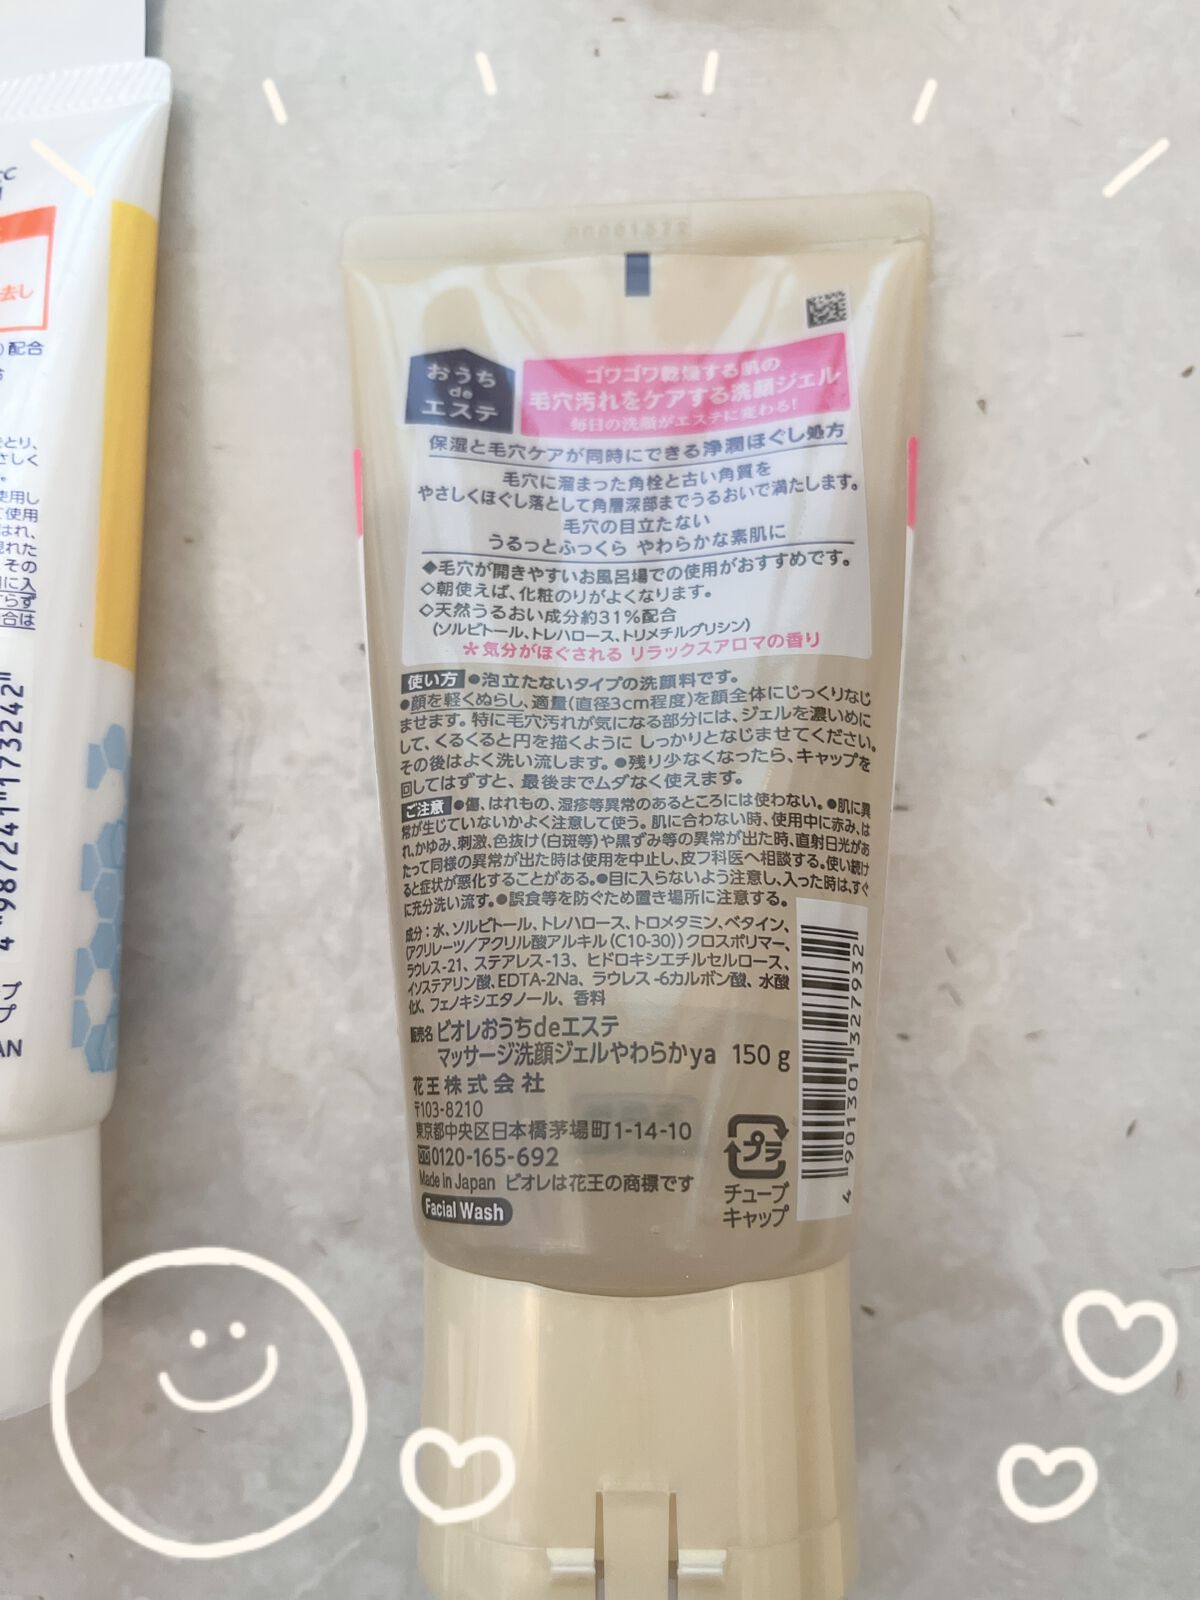 00001372
おうち
de
エステ
ゴワゴワ乾燥する肌の
毛穴汚れをケアする洗顔ジェル
毎日の洗顔がエステに変わる!
保湿と毛穴ケアが同時にできる浄潤ほぐし処方
毛穴に溜まった角栓と古い角質を
やさしくほぐし落として角層深部までうるおいで満たします。
毛穴の目立たない
うるっとふっくら やわらかな素肌に
◆毛穴が開きやすいお風呂場での使用がおすすめです。
◇朝使えば、化粧のりがよくなります。
◇天然うるおい成分約31%配合
(ソルビトール、トレハロース、トリメチルグリシン)
＊気分がほぐされる リラックスアロマの香り
使い方 ●泡立たないタイプの洗顔料です。
●顔を軽くぬらし、適量(直径3cm程度)を顔全体にじっくりなじ
ませます。特に毛穴汚れが気になる部分には、ジェルを濃いめに
して、くるくると円を描くように しっかりとなじませてください。
その後はよく洗い流します。●残り少なくなったら、キャップを
回してはずすと、最後までムダなく使えます。
ご注意 ●傷、はれもの、湿疹等異常のあるところには使わない。●肌に異
常が生じていないかよく注意して使う。肌に合わない時、使用中に赤み、は
れ、かゆみ、刺激、色抜け(白斑等)や黒ずみ等の異常が出た時、直射日光があ
たって同様の異常が出た時は使用を中止し、皮フ科医へ相談する。使い続け
ると症状が悪化することがある。●目に入らないよう注意し、入った時は、すぐ
に充分洗い流す。●誤食等を防ぐため置き場所に注意する。
成分：水、ソルビトール、トレハロース、トロメタミン、ベタイン、
(アクリレーツ／アクリル酸アルキル(C10-30))クロスポリマー、
ラウレス-21、ステアレス-13、ヒドロキシエチルセルロース、
イソステアリン酸、EDTA-2Na、ラウレス-6カルボン酸、水酸
化K、フェノキシエタノール、香料
販売名 ビオレおうちdeエステ
マッサージ洗顔ジェルやわらかya 150g
花王株式会社
〒103-8210
東京都中央区日本橋茅場町1-14-10
0120-165-692
Made in Japan ビオレは花王の商標です
Facial Wash
プラ
チューブ
キャップ
4 901301 327932
去し
配合
とり、
さしく
使用し
て使用
はれ、
現れた
その
目に入
すらず
合は
4 987241 173242